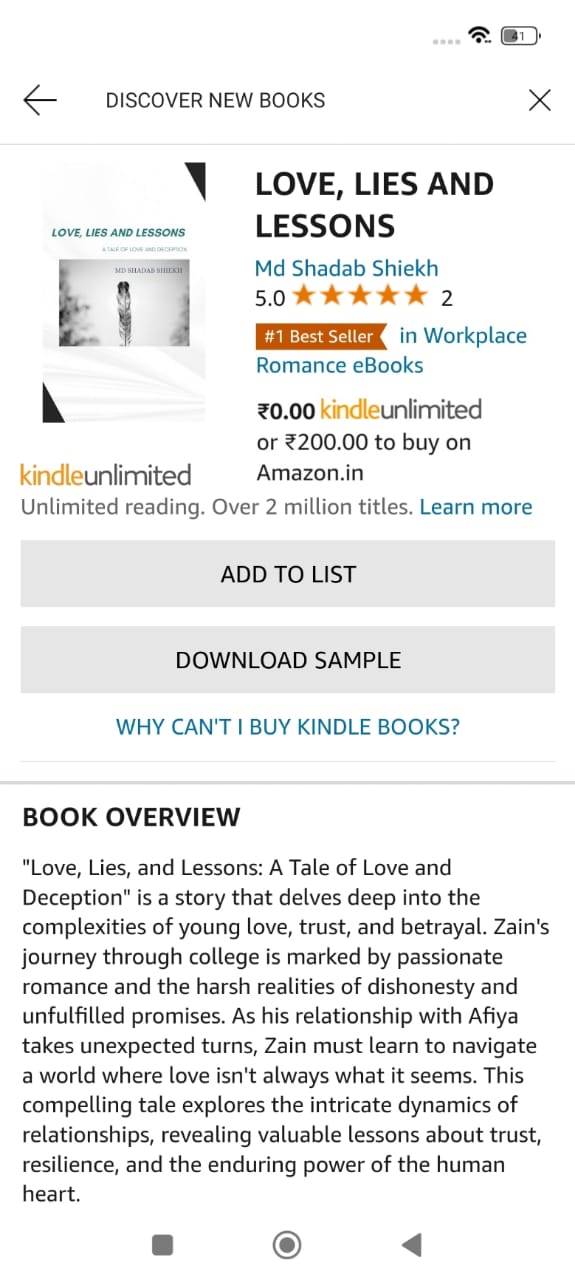 41
DISCOVER NEW BOOKS
LOVE, LIES AND LESSONS
A TALE OF LOVE AND DECEPTION
MD SHADAB SHIEKH
LOVE, LIES AND
LESSONS
Md Shadab Shiekh
5.0 2
#1 Best Seller in Workplace
Romance eBooks
₹0.00 kindleunlimited
or ₹200.00 to buy on
Amazon.in
kindleunlimited
Unlimited reading. Over 2 million titles. Learn more
ADD TO LIST
DOWNLOAD SAMPLE
WHY CAN'T I BUY KINDLE BOOKS?
BOOK OVERVIEW
"Love, Lies, and Lessons: A Tale of Love and
Deception" is a story that delves deep into the
complexities of young love, trust, and betrayal. Zain's
journey through college is marked by passionate
romance and the harsh realities of dishonesty and
unfulfilled promises. As his relationship with Afiya
takes unexpected turns, Zain must learn to navigate
a world where love isn't always what it seems. This
compelling tale explores the intricate dynamics of
relationships, revealing valuable lessons about trust,
resilience, and the enduring power of the human
heart.